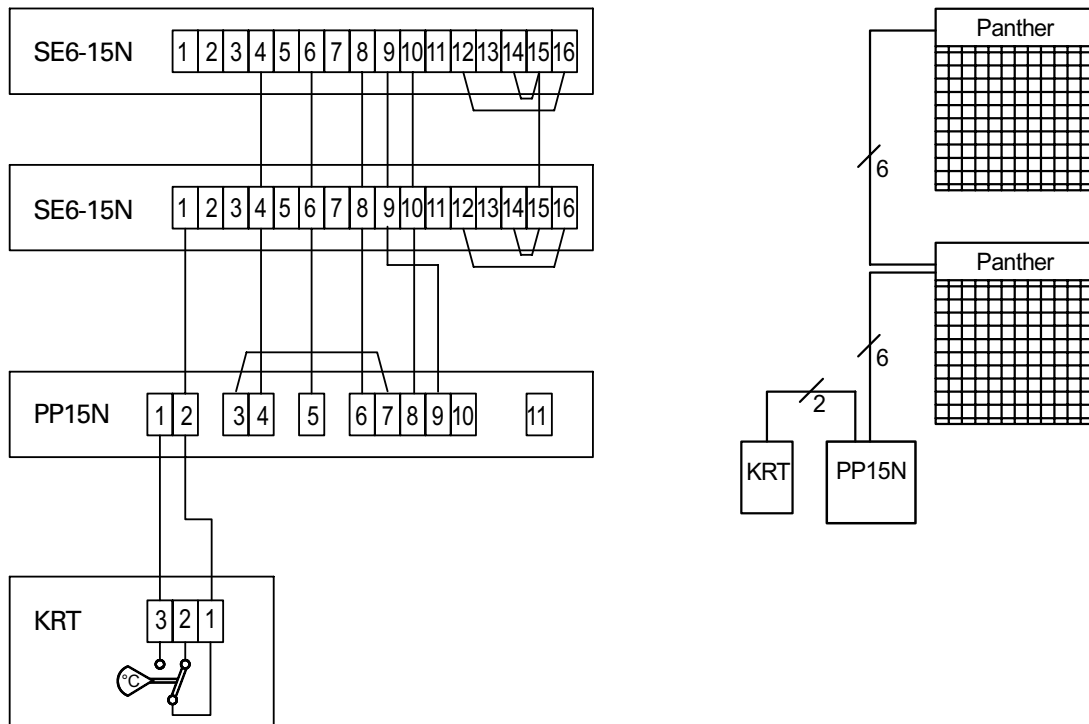 SE6-15N 1 2 3 4 5 6 7 8 9 10 11 12 13 14 15 16
SE6-15N 1 2 3 4 5 6 7 8 9 10 11 12 13 14 15 16
PP15N 1 2 3 4 5 6 7 8 9 10 11
KRT 3 2 1
°C
Panther
6
Panther
6
2
KRT PP15N